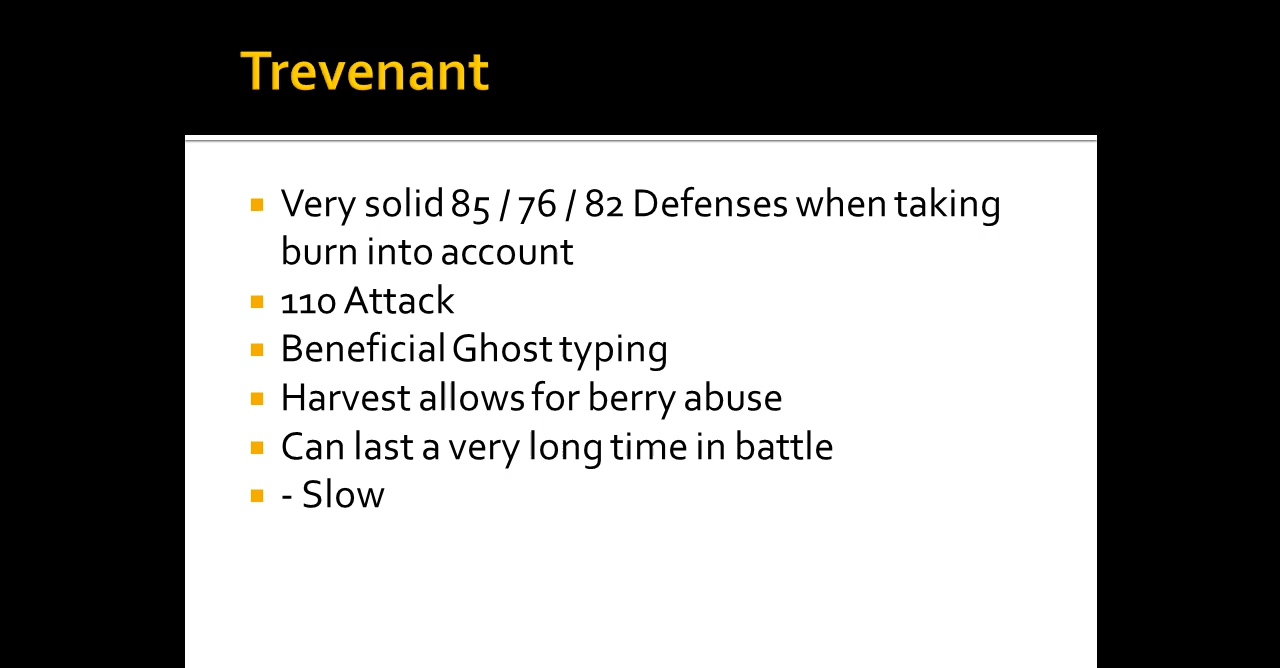 Trevenant
Very solid 85 / 76 / 82 Defenses when taking
burn into account
110 Attack
Beneficial Ghost typing
Harvest allows for berry abuse
Can last a very long time in battle
- Slow